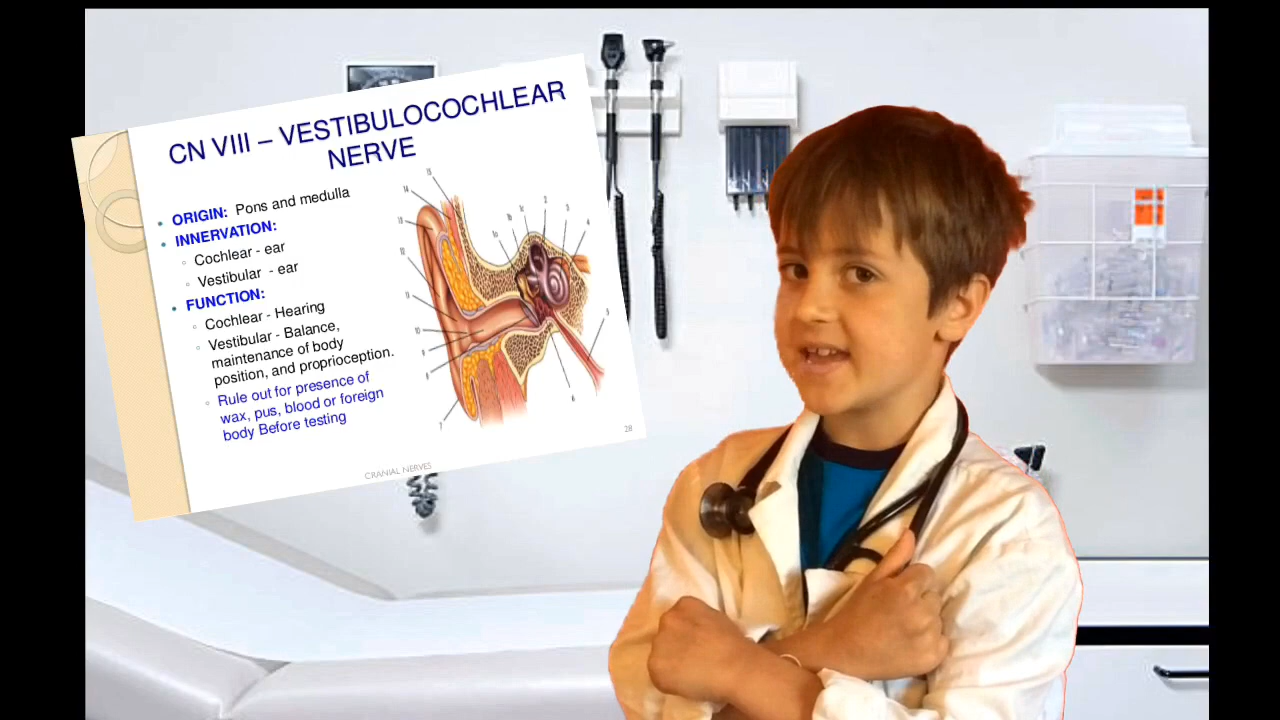 CN VIII – VESTIBULOCOCHLEAR
NERVE
ORIGIN: Pons and medulla
INNERVATION:
Cochlear - ear
Vestibular - ear
FUNCTION:
Cochlear - Hearing
Vestibular - Balance,
maintenance of body
position, and proprioception.
Rule out for presence of
wax, pus, blood or foreign
body Before testing
CRANIAL NERVES
28